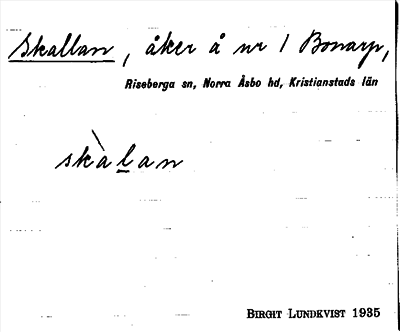 Skallan, åker å nr 1 Bonarp,
Riseberga sn, Norra Åsbo hd, Kristianstads län
skàlan
BIRGIT LUNDKVIST 1935